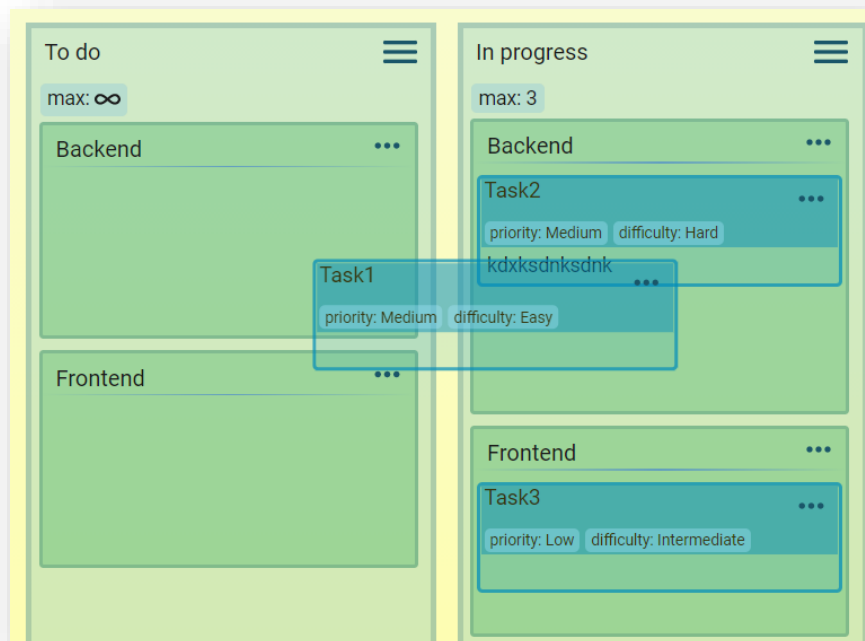 To do
max: ∞
Backend
Frontend
In progress
max: 3
Backend
Task2
priority: Medium difficulty: Hard
kdxksdnksdnk
Task1
priority: Medium difficulty: Easy
Frontend
Task3
priority: Low difficulty: Intermediate